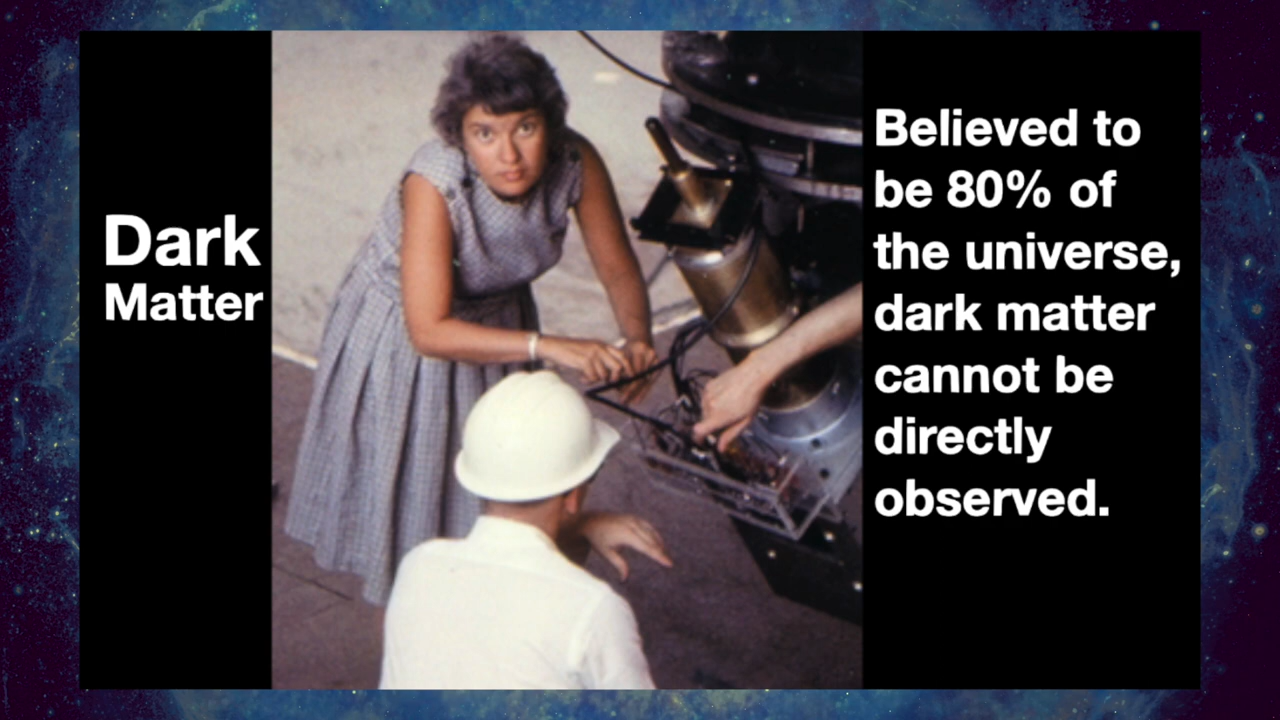 Dark
Matter
Believed to
be 80% of
the universe,
dark matter
cannot be
directly
observed.